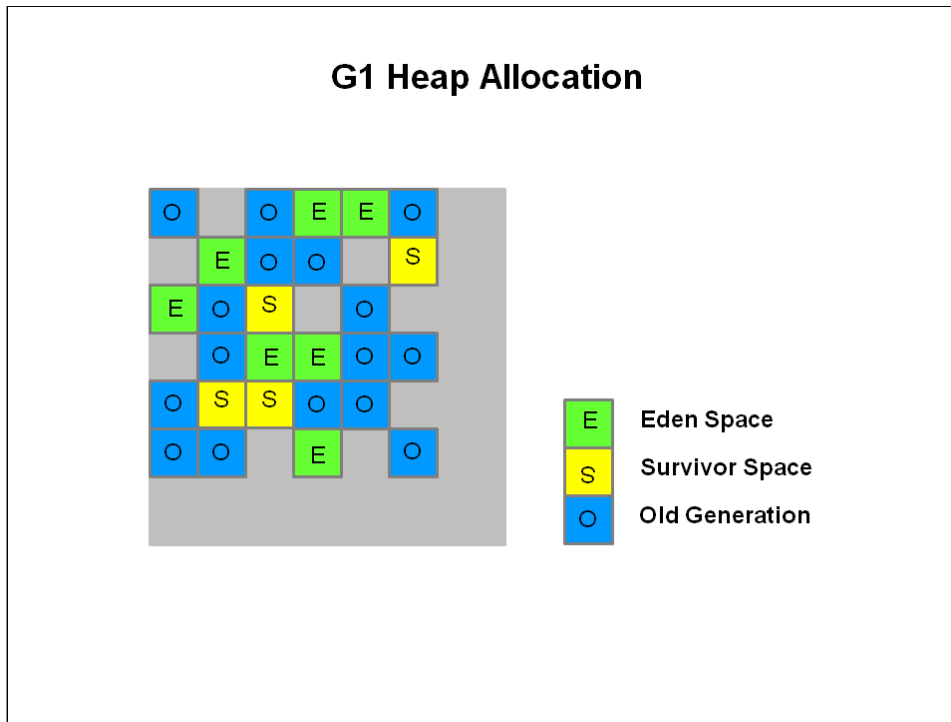 G1 Heap Allocation
O O E E O
E O O S
E O S O
O E E O O
O S S O O
O O E O
E Eden Space
S Survivor Space
O Old Generation